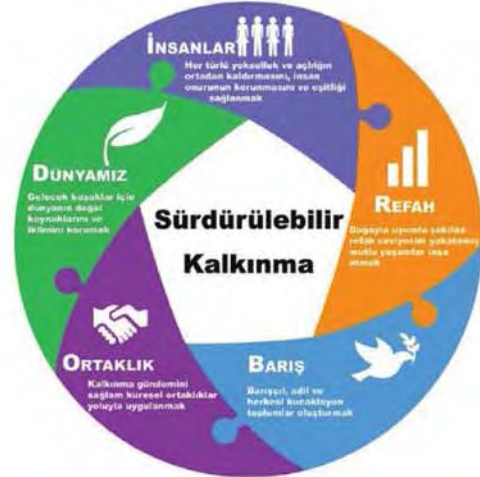 İNSANLAR
Her türlü yoksulluk ve açlığın
ortadan kaldırmasını, insan
onurunun korunmasını ve eşitliği
sağlanmak
DÜNYAMIZ
Gelecek kuşaklar için
dünyanın doğal
kaynaklarını ve
iklimini korumak
REFAH
Doğayla uyumlu şekilde
refah seviyesini yakalamış
mutlu yaşamlar inşa
etmek
Sürdürülebilir
Kalkınma
ORTAKLIK
Kalkınma gündemini
sağlam küresel ortaklıklar
yoluyla uygulanmak
BARIŞ
Barışçıl, adil ve
herkesi kucaklayan
toplumlar oluşturmak